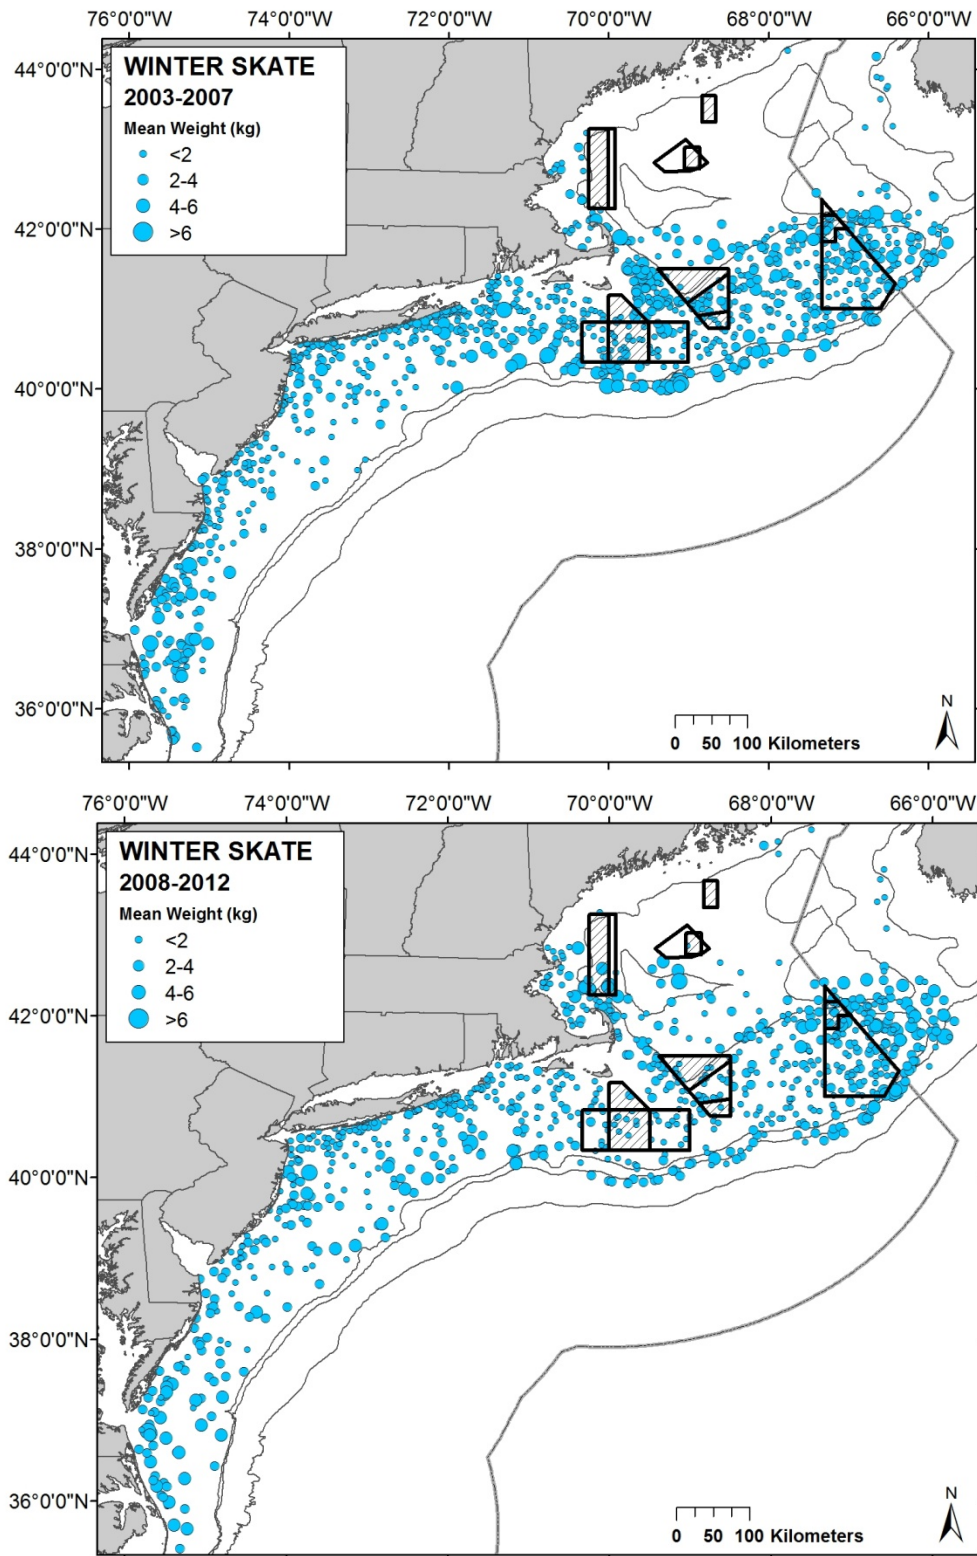 76°0'0"W 74°0'0"W 72°0'0"W 70°0'0"W 68°0'0"W 66°0'0"W
44°0'0"N
WINTER SKATE
2003-2007
Mean Weight (kg)
<2
2-4
4-6
>6
42°0'0"N
40°0'0"N
38°0'0"N
36°0'0"N
N
0 50 100 Kilometers
76°0'0"W 74°0'0"W 72°0'0"W 70°0'0"W 68°0'0"W 66°0'0"W
44°0'0"N
WINTER SKATE
2008-2012
Mean Weight (kg)
<2
2-4
4-6
>6
42°0'0"N
40°0'0"N
38°0'0"N
36°0'0"N
N
0 50 100 Kilometers